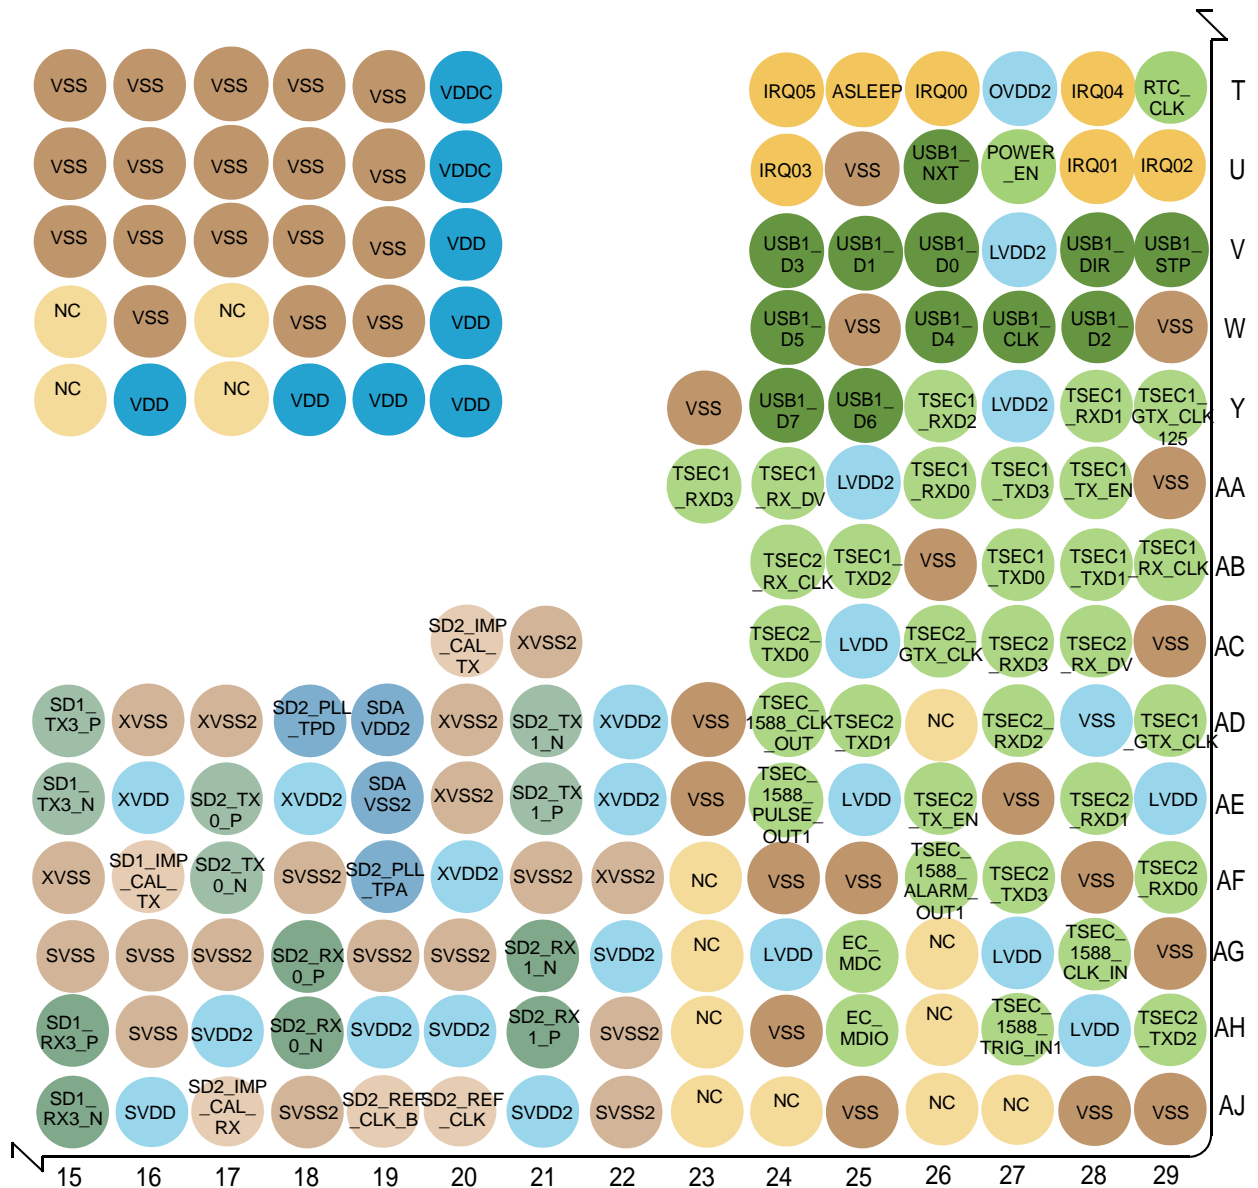 VSS VSS VSS VSS VSS VDDC IRQ05 ASLEEP IRQ00 OVDD2 IRQ04 RTC_ CLK T
VSS VSS VSS VSS VSS VDDC IRQ03 VSS USB1_ NXT POWER _EN IRQ01 IRQ02 U
VSS VSS VSS VSS VSS VDD USB1_ D3 USB1_ D1 USB1_ D0 LVDD2 USB1_ DIR USB1_ STP V
NC VSS NC VSS VSS VDD USB1_ D5 VSS USB1_ D4 USB1_ CLK USB1_ D2 VSS W
NC VDD NC VDD VDD VDD VSS USB1_ D7 USB1_ D6 TSEC1 _RXD2 LVDD2 TSEC1 _RXD1 TSEC1_ GTX_CLK 125 Y
TSEC1 _RXD3 TSEC1 _RX_DV LVDD2 TSEC1 _RXD0 TSEC1 _TXD3 TSEC1 _TX_EN VSS AA
TSEC2 _RX_CLK TSEC1_ TXD2 VSS TSEC1 _TXD0 TSEC1 _TXD1 TSEC1 _RX_CLK AB
SD2_IMP _CAL_ TX XVSS2 TSEC2_ TXD0 LVDD TSEC2_ GTX_CLK TSEC2 _RXD3 TSEC2 _RX_DV VSS AC
SD1_ TX3_P XVSS XVSS2 SD2_PLL _TPD SDA VDD2 XVSS2 SD2_TX 1_N XVDD2 VSS TSEC_ 1588_CLK _OUT TSEC2 _TXD1 NC TSEC2_ RXD2 VSS TSEC1 _GTX_CLK AD
SD1_ TX3_N XVDD SD2_TX 0_P XVDD2 SDA VSS2 XVSS2 SD2_TX 1_P XVDD2 VSS TSEC_ 1588_ PULSE_ OUT1 LVDD TSEC2 _TX_EN VSS TSEC2 _RXD1 LVDD AE
XVSS SD1_IMP _CAL_ TX SD2_TX 0_N SVSS2 SD2_PLL _TPA XVDD2 SVSS2 XVSS2 NC VSS VSS TSEC_ 1588_ ALARM_ OUT1 TSEC2 _TXD3 VSS TSEC2 _RXD0 AF
SVSS SVSS SVSS2 SD2_RX 0_P SVSS2 SVSS2 SD2_RX 1_N SVDD2 NC LVDD EC_ MDC NC LVDD TSEC_ 1588_ CLK_IN VSS AG
SD1_ RX3_P SVSS SVDD2 SD2_RX 0_N SVDD2 SVDD2 SD2_RX 1_P SVSS2 NC VSS EC_ MDIO NC TSEC_ 1588_ TRIG_IN1 LVDD TSEC2 _TXD2 AH
SD1_ RX3_N SVDD SD2_IMP _CAL_ RX SVSS2 SD2_REF _CLK_B SD2_REF _CLK SVDD2 SVSS2 NC NC VSS NC NC VSS VSS AJ
15 16 17 18 19 20 21 22 23 24 25 26 27 28 29